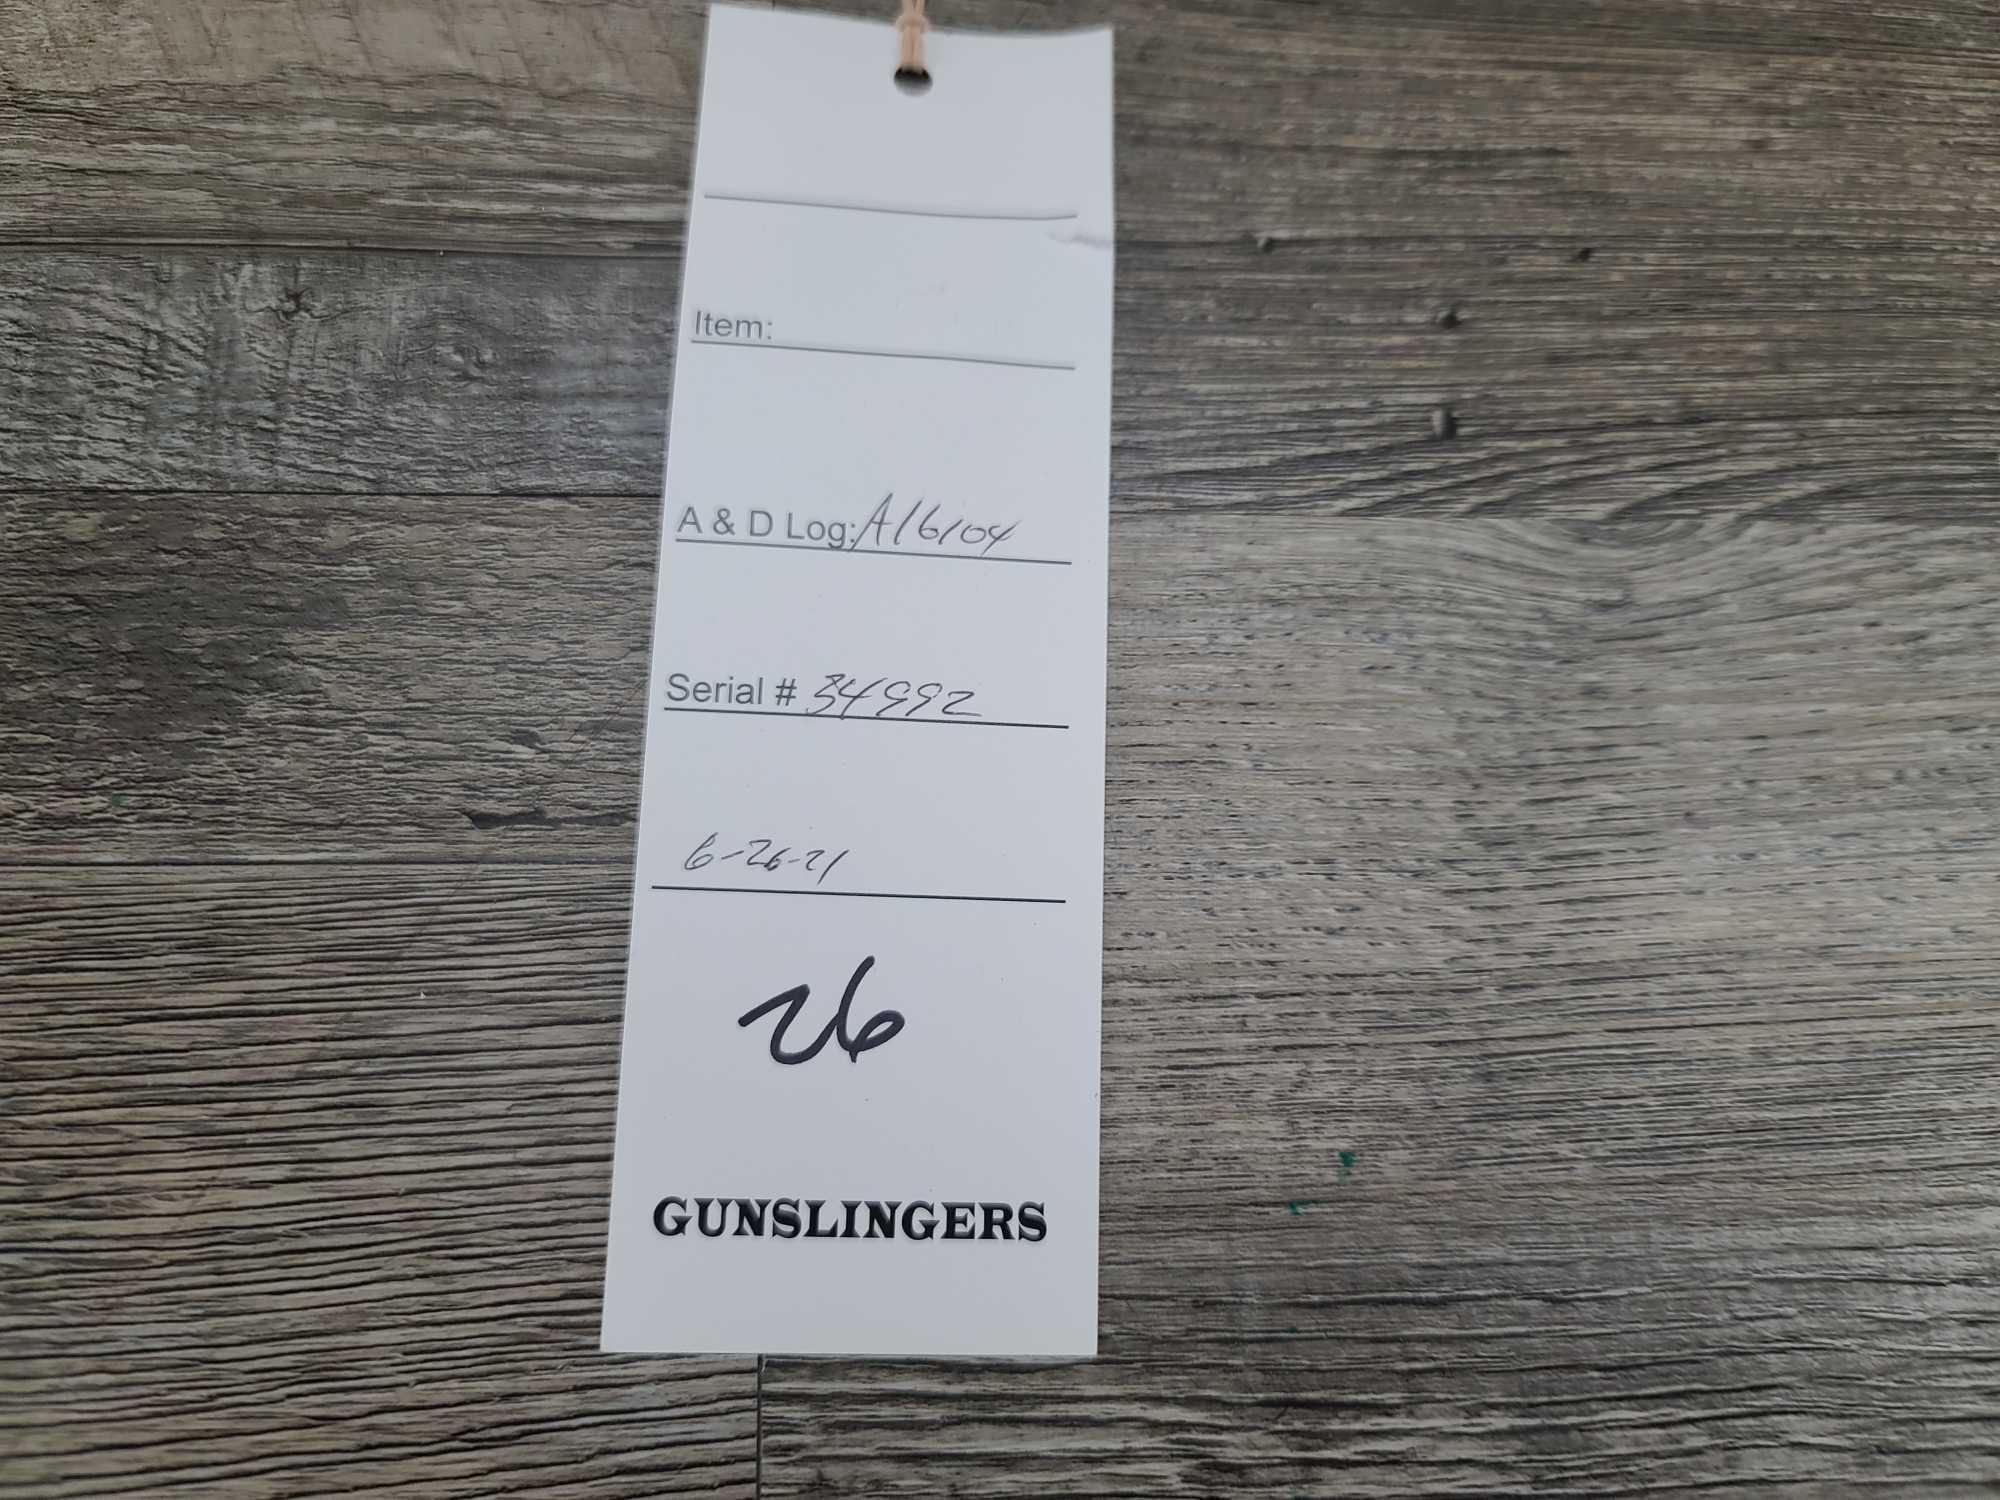 Item:
A & D Log: A16104
Serial # 34992
6-26-21
26
GUNSLINGERS